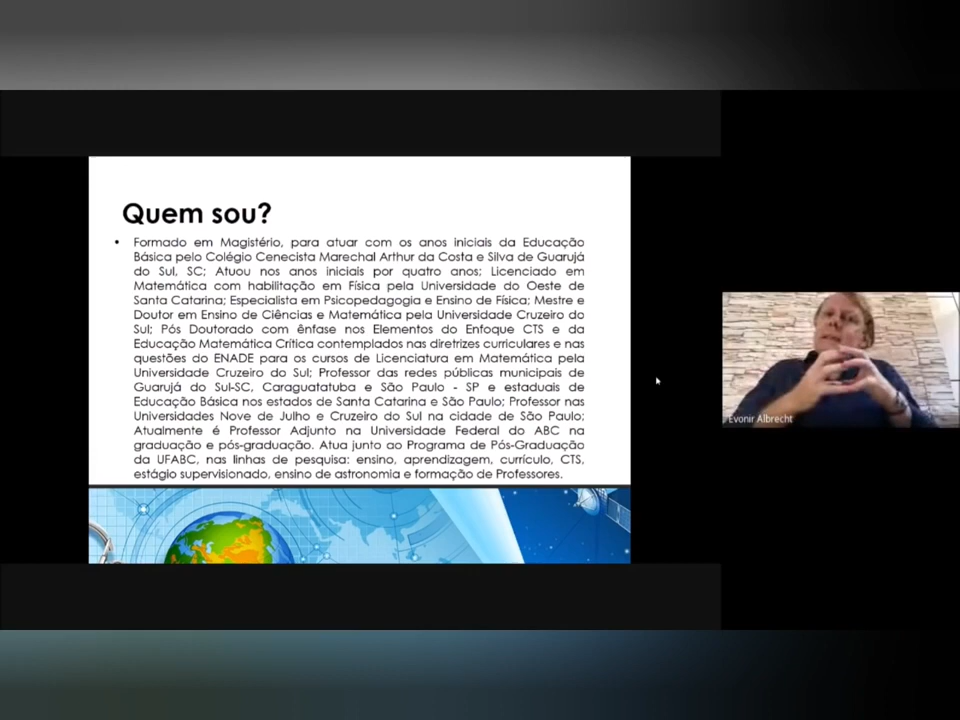 Quem sou?
• Formado em Magistério, para atuar com os anos iniciais da Educação
Básica pelo Colégio Cenecista Marechal Arthur da Costa e Silva de Guarujá
do Sul, SC; Atuou nos anos iniciais por quatro anos; Licenciado em
Matemática com habilitação em Física pela Universidade do Oeste de
Santa Catarina; Especialista em Psicopedagogia e Ensino de Física; Mestre e
Doutor em Ensino de Ciências e Matemática pela Universidade Cruzeiro do
Sul; Pós Doutorado com ênfase nos Elementos do Enfoque CTS e da
Educação Matemática Crítica contemplados nas diretrizes curriculares e nas
questões do ENADE para os cursos de Licenciatura em Matemática pela
Universidade Cruzeiro do Sul; Professor das redes públicas municipais de
Guarujá do Sul-SC, Caraguatatuba e São Paulo - SP e estaduais de
Educação Básica nos estados de Santa Catarina e São Paulo; Professor nas
Universidades Nove de Julho e Cruzeiro do Sul na cidade de São Paulo;
Atualmente é Professor Adjunto na Universidade Federal do ABC na
graduação e pós-graduação. Atua junto ao Programa de Pós-Graduação
da UFABC, nas linhas de pesquisa: ensino, aprendizagem, currículo, CTS,
estágio supervisionado, ensino de astronomia e formação de Professores.
Evonir Albrecht